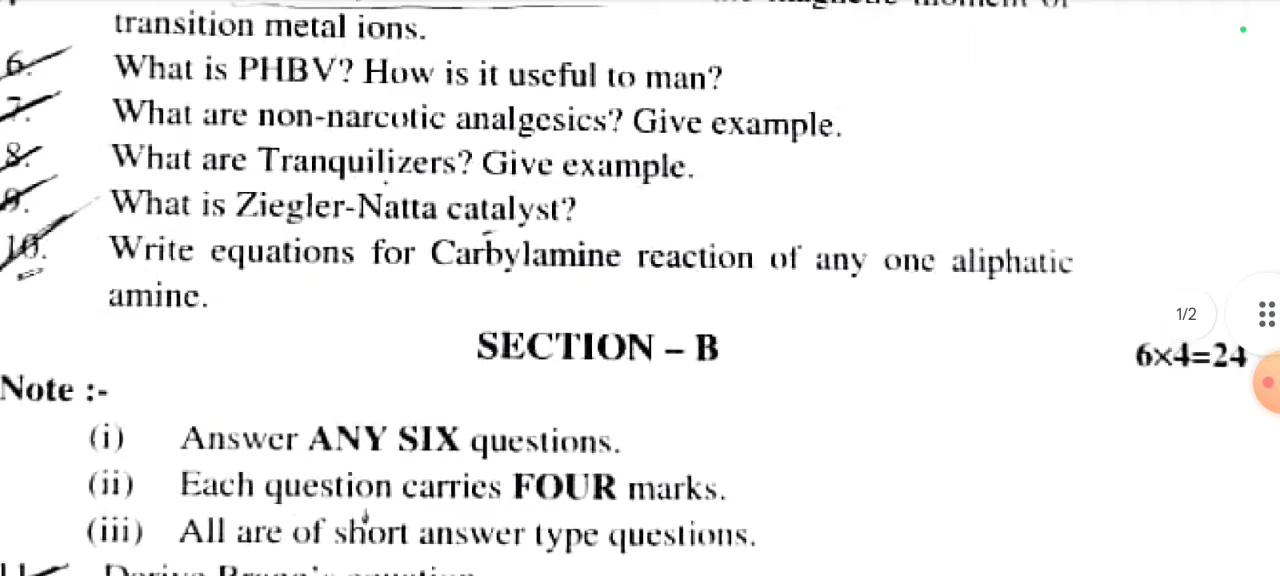 transition metal ions.
6. What is PHBV? How is it useful to man?
7. What are non-narcotic analgesics? Give example.
8. What are Tranquilizers? Give example.
9. What is Ziegler-Natta catalyst?
10. Write equations for Carbylamine reaction of any one aliphatic
amine.
1/2
SECTION – B
6×4=24
Note :-
(i) Answer ANY SIX questions.
(ii) Each question carries FOUR marks.
(iii) All are of short answer type questions.